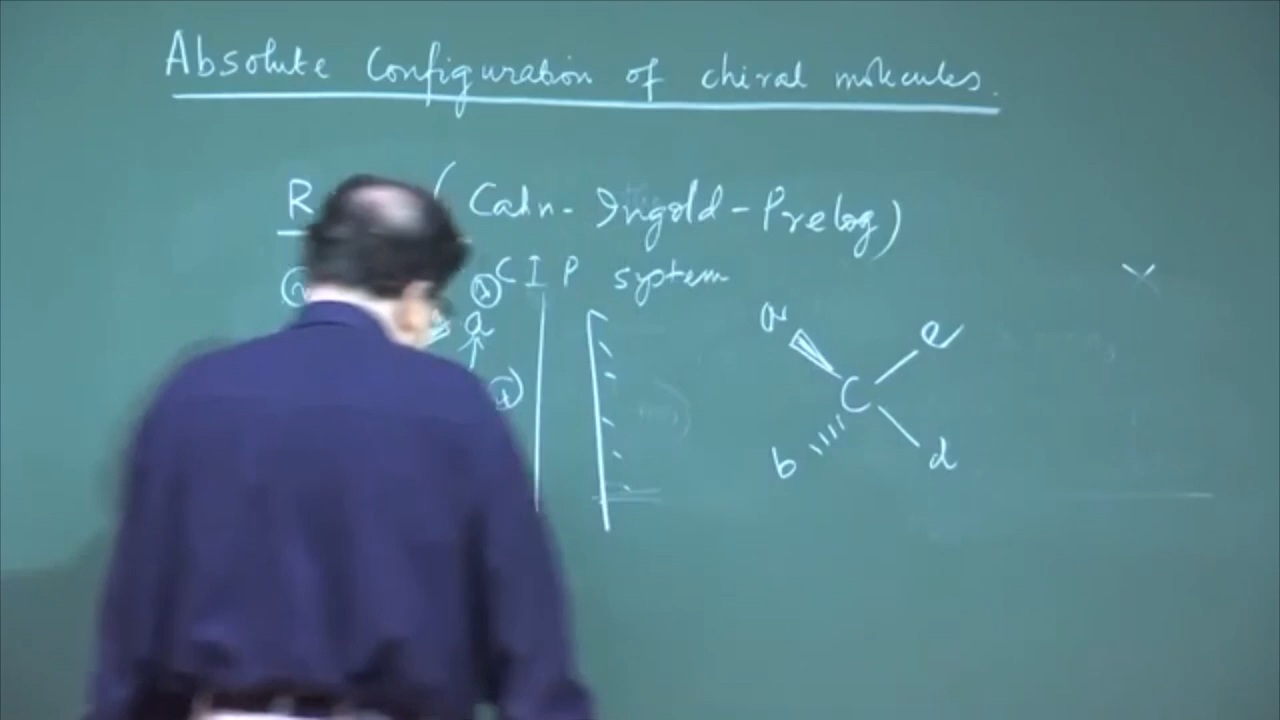 Absolute Configuration of chiral molecules.
R (Cahn-Ingold-Prelog)
CIP system
a
a e
C
b d